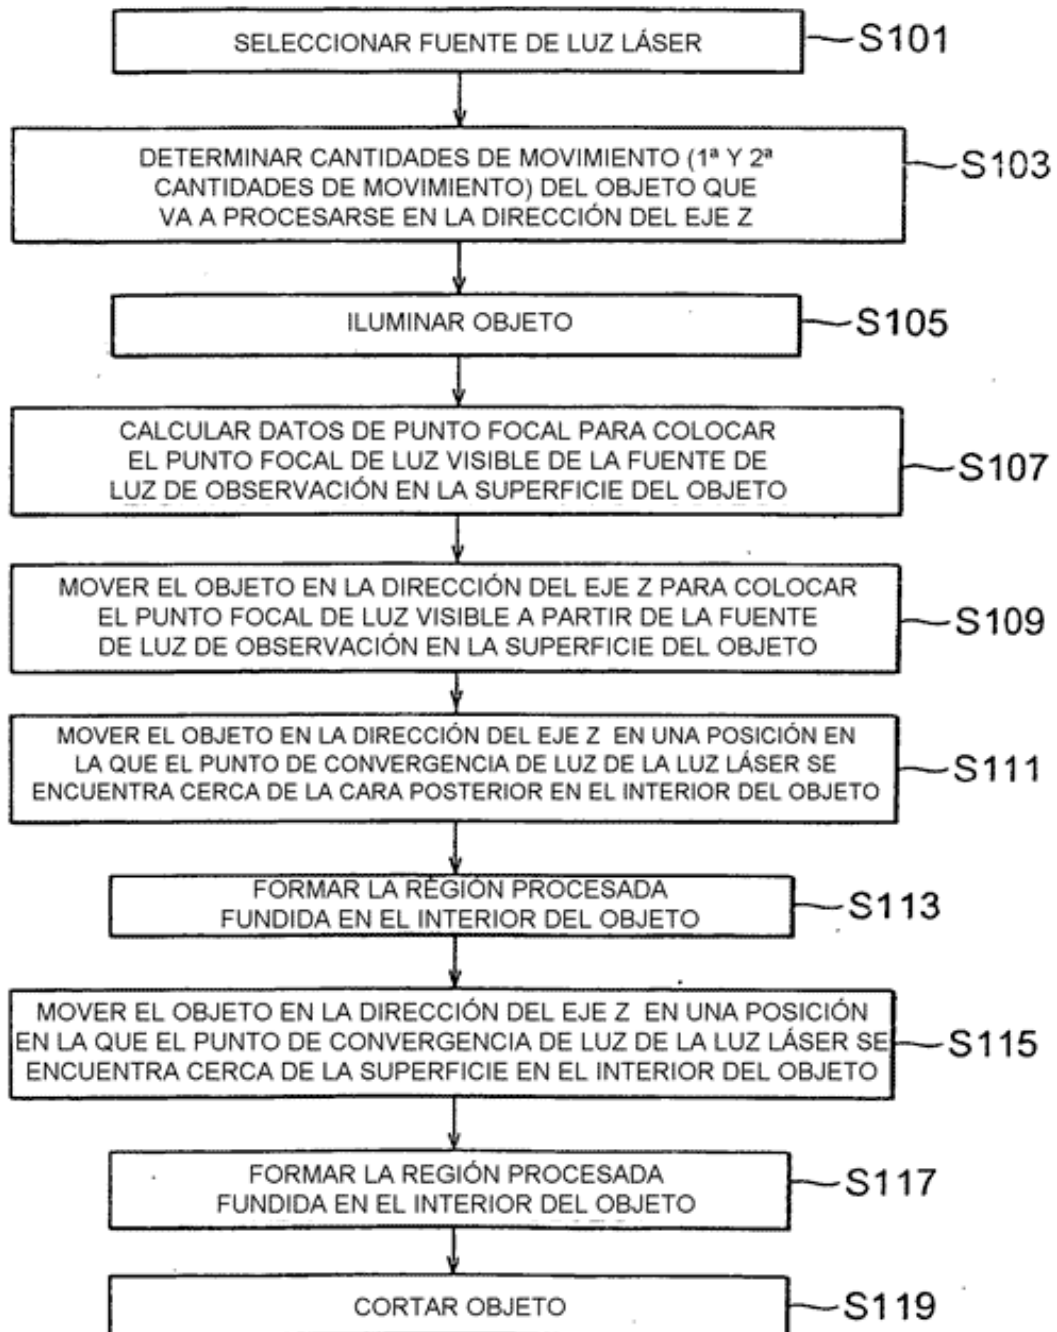 SELECCIONAR FUENTE DE LUZ LÁSER
S101
DETERMINAR CANTIDADES DE MOVIMIENTO (1ª Y 2ª
CANTIDADES DE MOVIMIENTO) DEL OBJETO QUE
VA A PROCESARSE EN LA DIRECCIÓN DEL EJE Z
S103
ILUMINAR OBJETO
S105
CALCULAR DATOS DE PUNTO FOCAL PARA COLOCAR
EL PUNTO FOCAL DE LUZ VISIBLE DE LA FUENTE DE
LUZ DE OBSERVACIÓN EN LA SUPERFICIE DEL OBJETO
S107
MOVER EL OBJETO EN LA DIRECCIÓN DEL EJE Z PARA COLOCAR
EL PUNTO FOCAL DE LUZ VISIBLE A PARTIR DE LA FUENTE
DE LUZ DE OBSERVACIÓN EN LA SUPERFICIE DEL OBJETO
S109
MOVER EL OBJETO EN LA DIRECCIÓN DEL EJE Z EN UNA POSICIÓN EN
LA QUE EL PUNTO DE CONVERGENCIA DE LUZ DE LA LUZ LÁSER SE
ENCUENTRA CERCA DE LA CARA POSTERIOR EN EL INTERIOR DEL OBJETO
S111
FORMAR LA REGIÓN PROCESADA
FUNDIDA EN EL INTERIOR DEL OBJETO
S113
MOVER EL OBJETO EN LA DIRECCIÓN DEL EJE Z EN UNA POSICIÓN
EN LA QUE EL PUNTO DE CONVERGENCIA DE LUZ DE LA LUZ LÁSER SE
ENCUENTRA CERCA DE LA SUPERFICIE EN EL INTERIOR DEL OBJETO
S115
FORMAR LA REGIÓN PROCESADA
FUNDIDA EN EL INTERIOR DEL OBJETO
S117
CORTAR OBJETO
S119